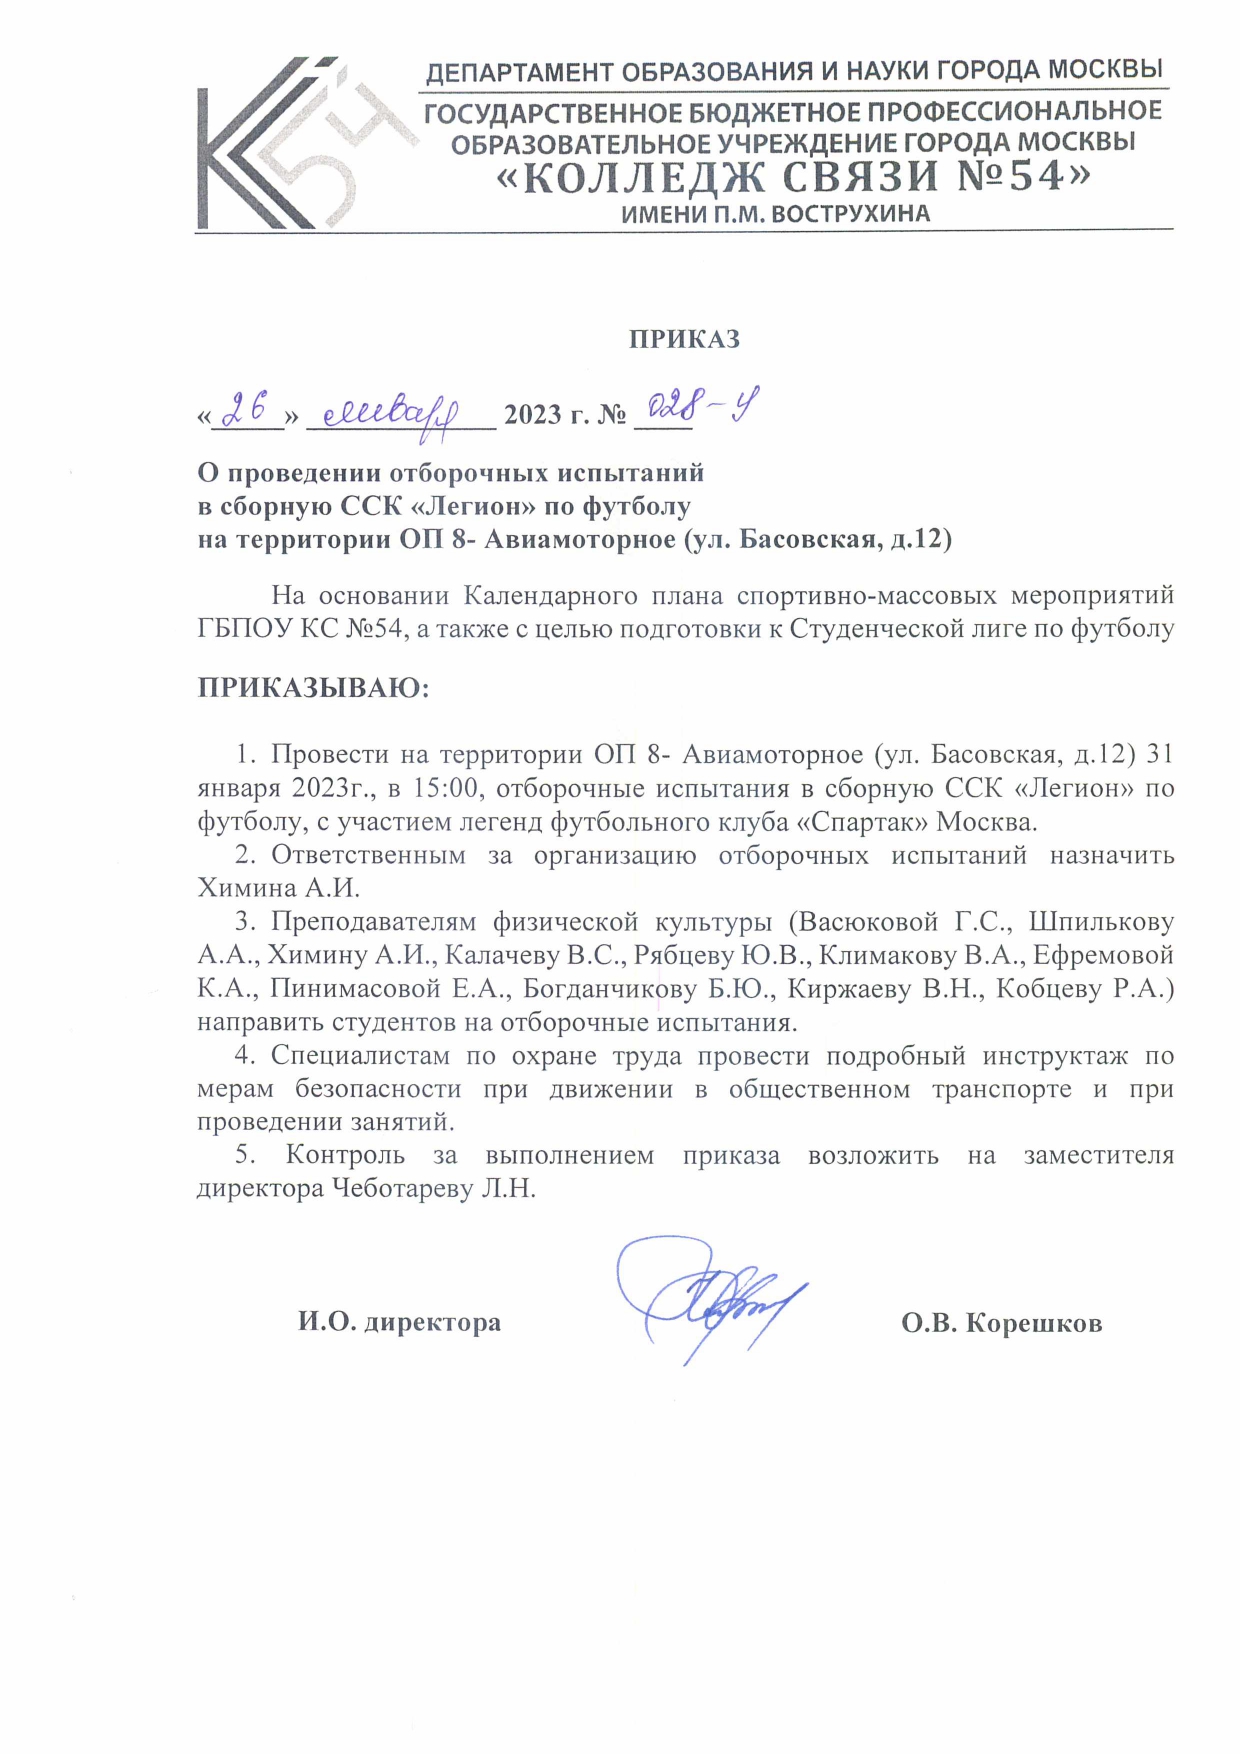 К 54
ДЕПАРТАМЕНТ ОБРАЗОВАНИЯ И НАУКИ ГОРОДА МОСКВЫ
ГОСУДАРСТВЕННОЕ БЮДЖЕТНОЕ ПРОФЕССИОНАЛЬНОЕ
ОБРАЗОВАТЕЛЬНОЕ УЧРЕЖДЕНИЕ ГОРОДА МОСКВЫ
«КОЛЛЕДЖ СВЯЗИ №54»
ИМЕНИ П.М. ВОСТРУХИНА
ПРИКАЗ
«26» января 2023 г. № 028-У
О проведении отборочных испытаний
в сборную ССК «Легион» по футболу
на территории ОП 8- Авиамоторное (ул. Басовская, д.12)
На основании Календарного плана спортивно-массовых мероприятий
ГБПОУ КС №54, а также с целью подготовки к Студенческой лиге по футболу
ПРИКАЗЫВАЮ:
1. Провести на территории ОП 8- Авиамоторное (ул. Басовская, д.12) 31
января 2023г., в 15:00, отборочные испытания в сборную ССК «Легион» по
футболу, с участием легенд футбольного клуба «Спартак» Москва.
2. Ответственным за организацию отборочных испытаний назначить
Химина А.И.
3. Преподавателям физической культуры (Васюковой Г.С., Шпилькову
А.А., Химину А.И., Калачеву В.С., Рябцеву Ю.В., Климакову В.А., Ефремовой
К.А., Пинимасовой Е.А., Богданчикову Б.Ю., Киржаеву В.Н., Кобцеву Р.А.)
направить студентов на отборочные испытания.
4. Специалистам по охране труда провести подробный инструктаж по
мерам безопасности при движении в общественном транспорте и при
проведении занятий.
5. Контроль за выполнением приказа возложить на заместителя
директора Чеботареву Л.Н.
И.О. директора О.В. Корешков